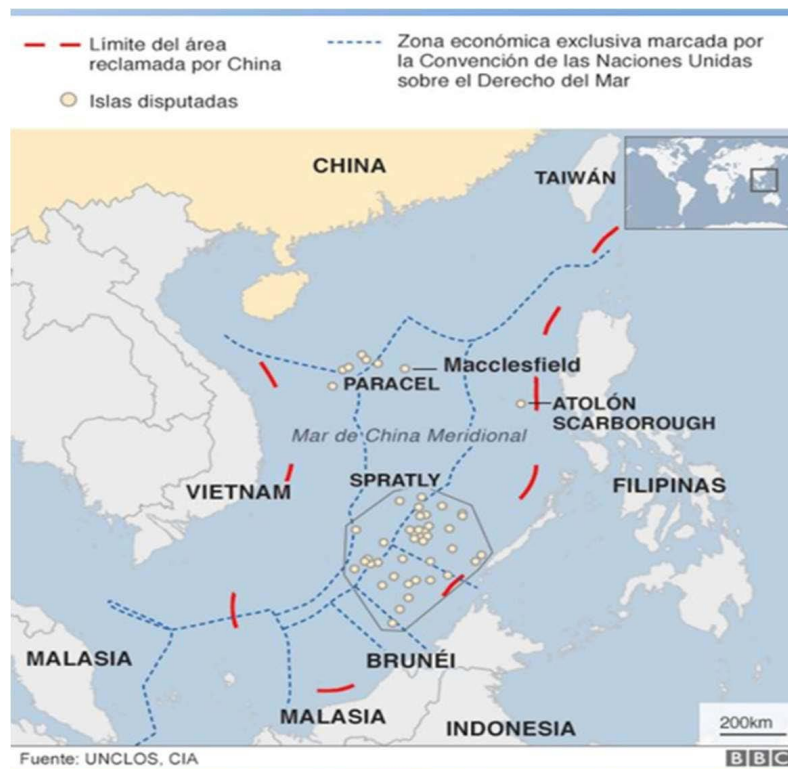 Límite del área
reclamada por China
Islas disputadas
Zona económica exclusiva marcada por
la Convención de las Naciones Unidas
sobre el Derecho del Mar
CHINA
TAIWÁN
Macclesfield
PARACEL
ATOLÓN
SCARBOROUGH
Mar de China Meridional
SPRATLY
VIETNAM
FILIPINAS
MALASIA
BRUNÉI
MALASIA
INDONESIA
200km
Fuente: UNCLOS, CIA
BBC